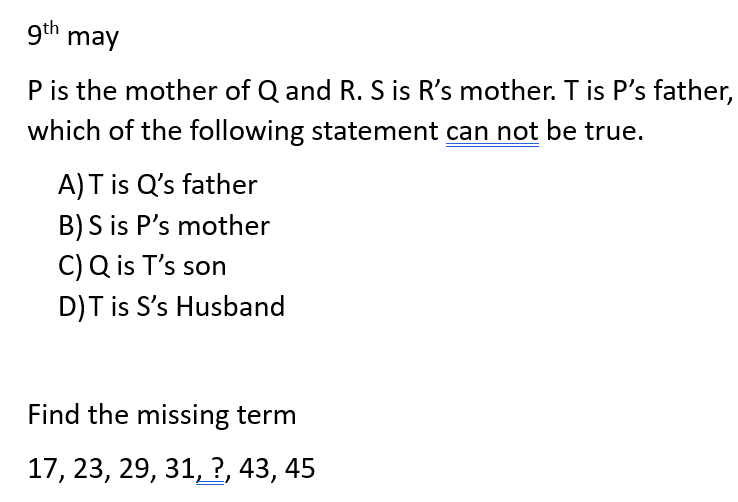 9th may
P is the mother of Q and R. S is R’s mother. T is P’s father,
which of the following statement can not be true.
A)T is Q’s father
B) S is P’s mother
C) Q is T’s son
D)T is S’s Husband
Find the missing term
17, 23, 29, 31, ?, 43, 45